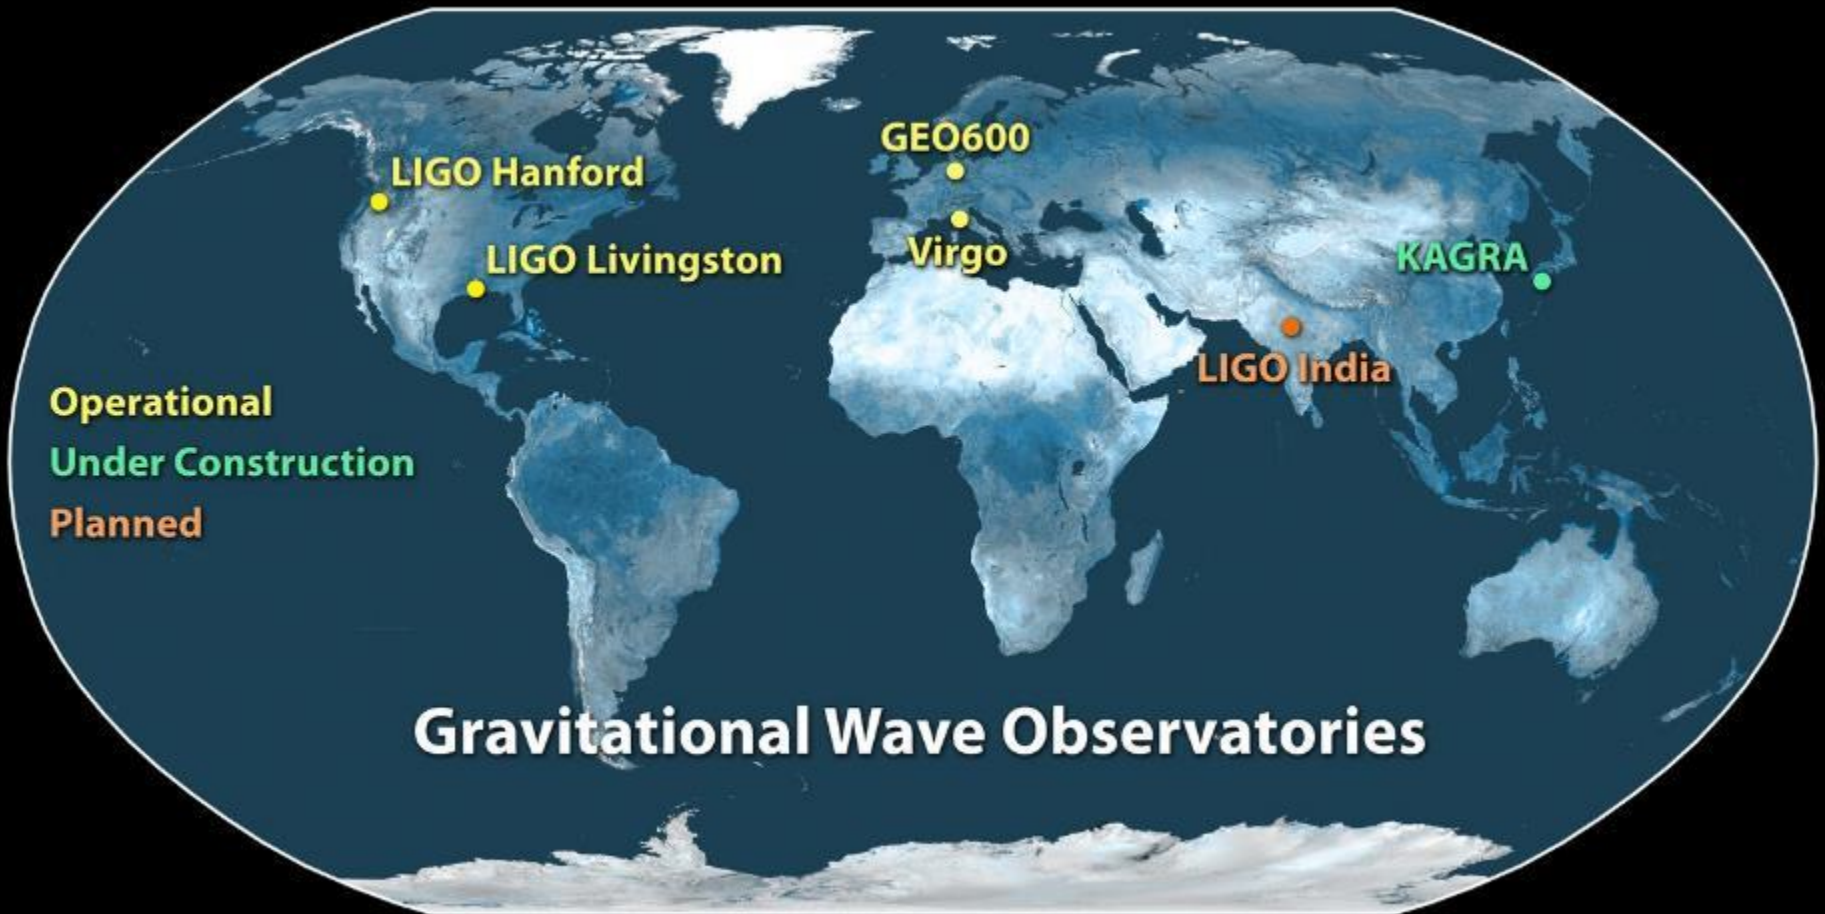 GEO600
LIGO Hanford
Virgo
LIGO Livingston
KAGRA
LIGO India
Operational
Under Construction
Planned
Gravitational Wave Observatories